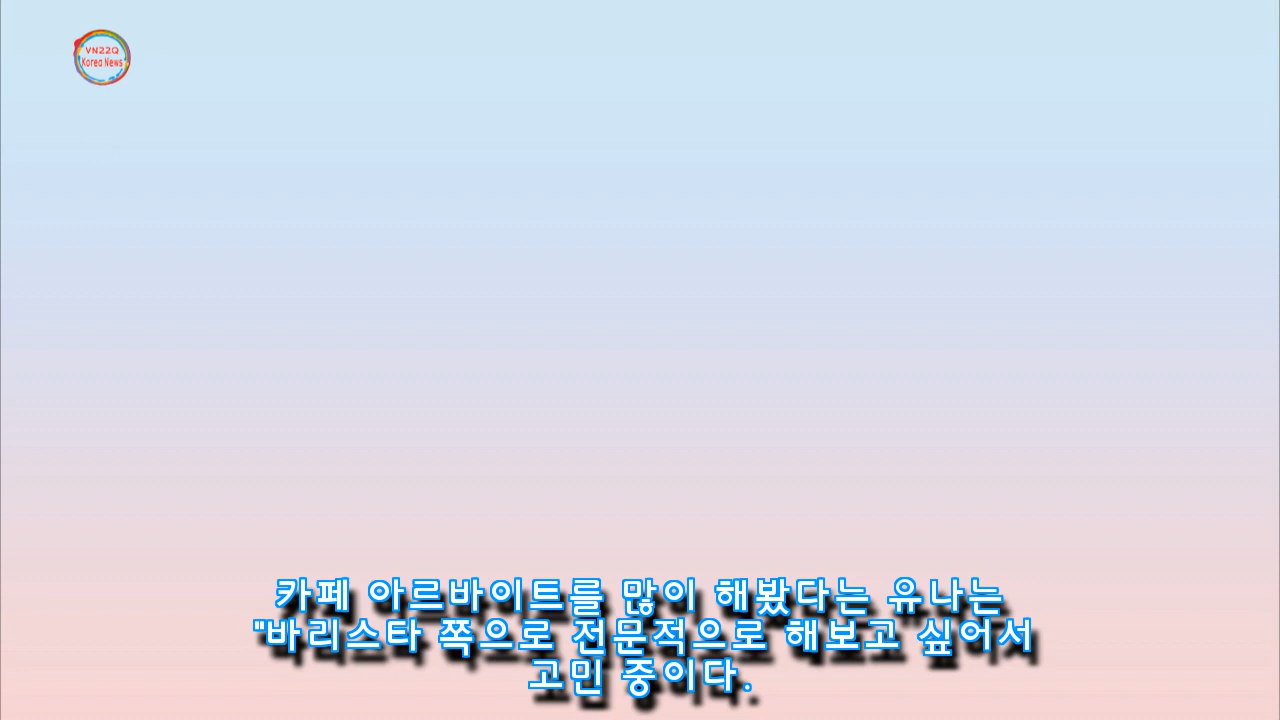 VN22Q
Korea News
카페 아르바이트를 많이 해봤다는 유나는
"바리스타 쪽으로 전문적으로 해보고 싶어서
고민 중이다.